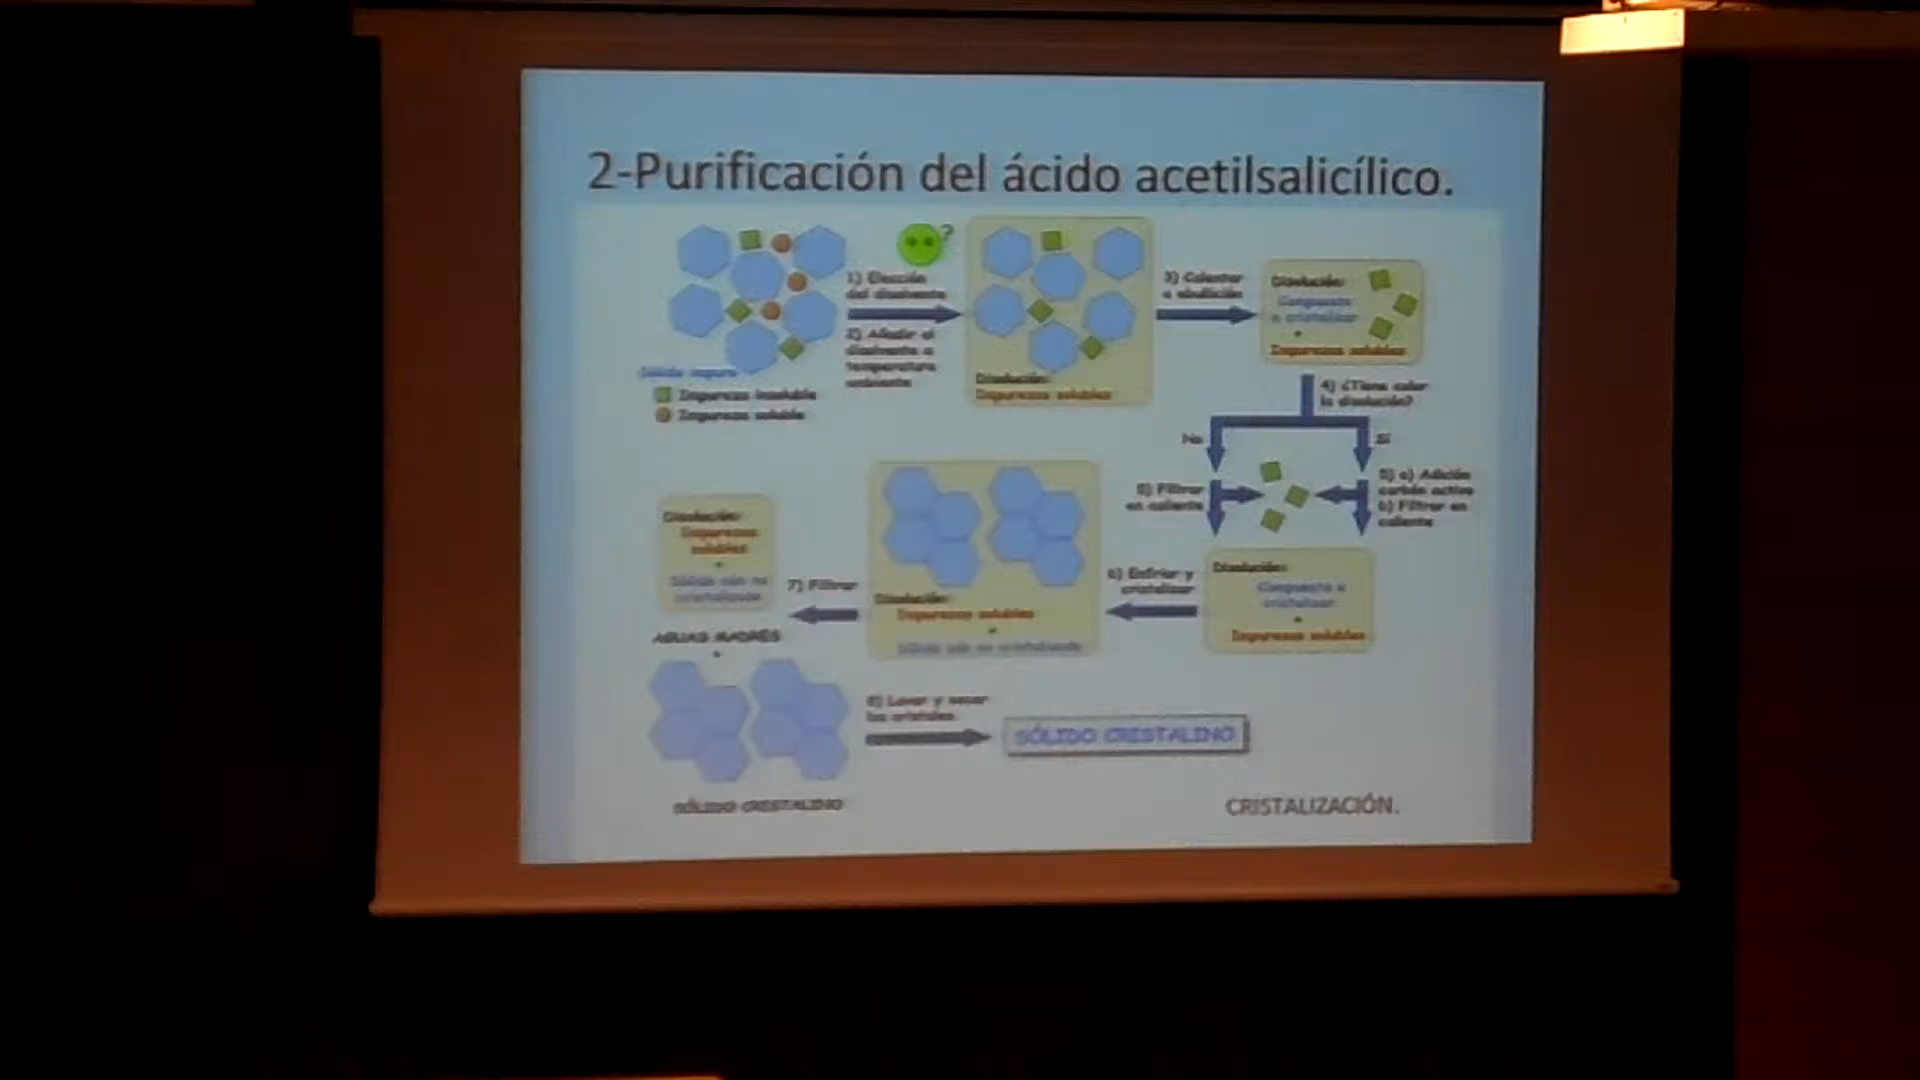 2-Purificación del ácido acetilsalicílico.
?
1) Elección
del disolvente
2) Añadir el
disolvente a
temperatura
ambiente
Sólido impuro
Impureza insoluble
Impureza soluble
Disolución:
Impurezas solubles
3) Calentar
a ebullición
Disolución:
Compuesto
a cristalizar
+
Impurezas solubles
4) ¿Tiene color
la disolución?
No
Sí
5) Filtrar
en caliente
5) a) Adición
carbón activo
b) Filtrar en
caliente
Disolución:
Compuesto a
cristalizar
+
Impurezas solubles
6) Enfriar y
cristalizar
Disolución:
Impurezas solubles
+
Sólido aún no cristalizado
7) Filtrar
Disolución:
Impurezas
solubles
+
Sólido aún no
cristalizado
AGUAS MADRES
+
SÓLIDO CRISTALINO
8) Lavar y secar
los cristales
SÓLIDO CRISTALINO
CRISTALIZACIÓN.